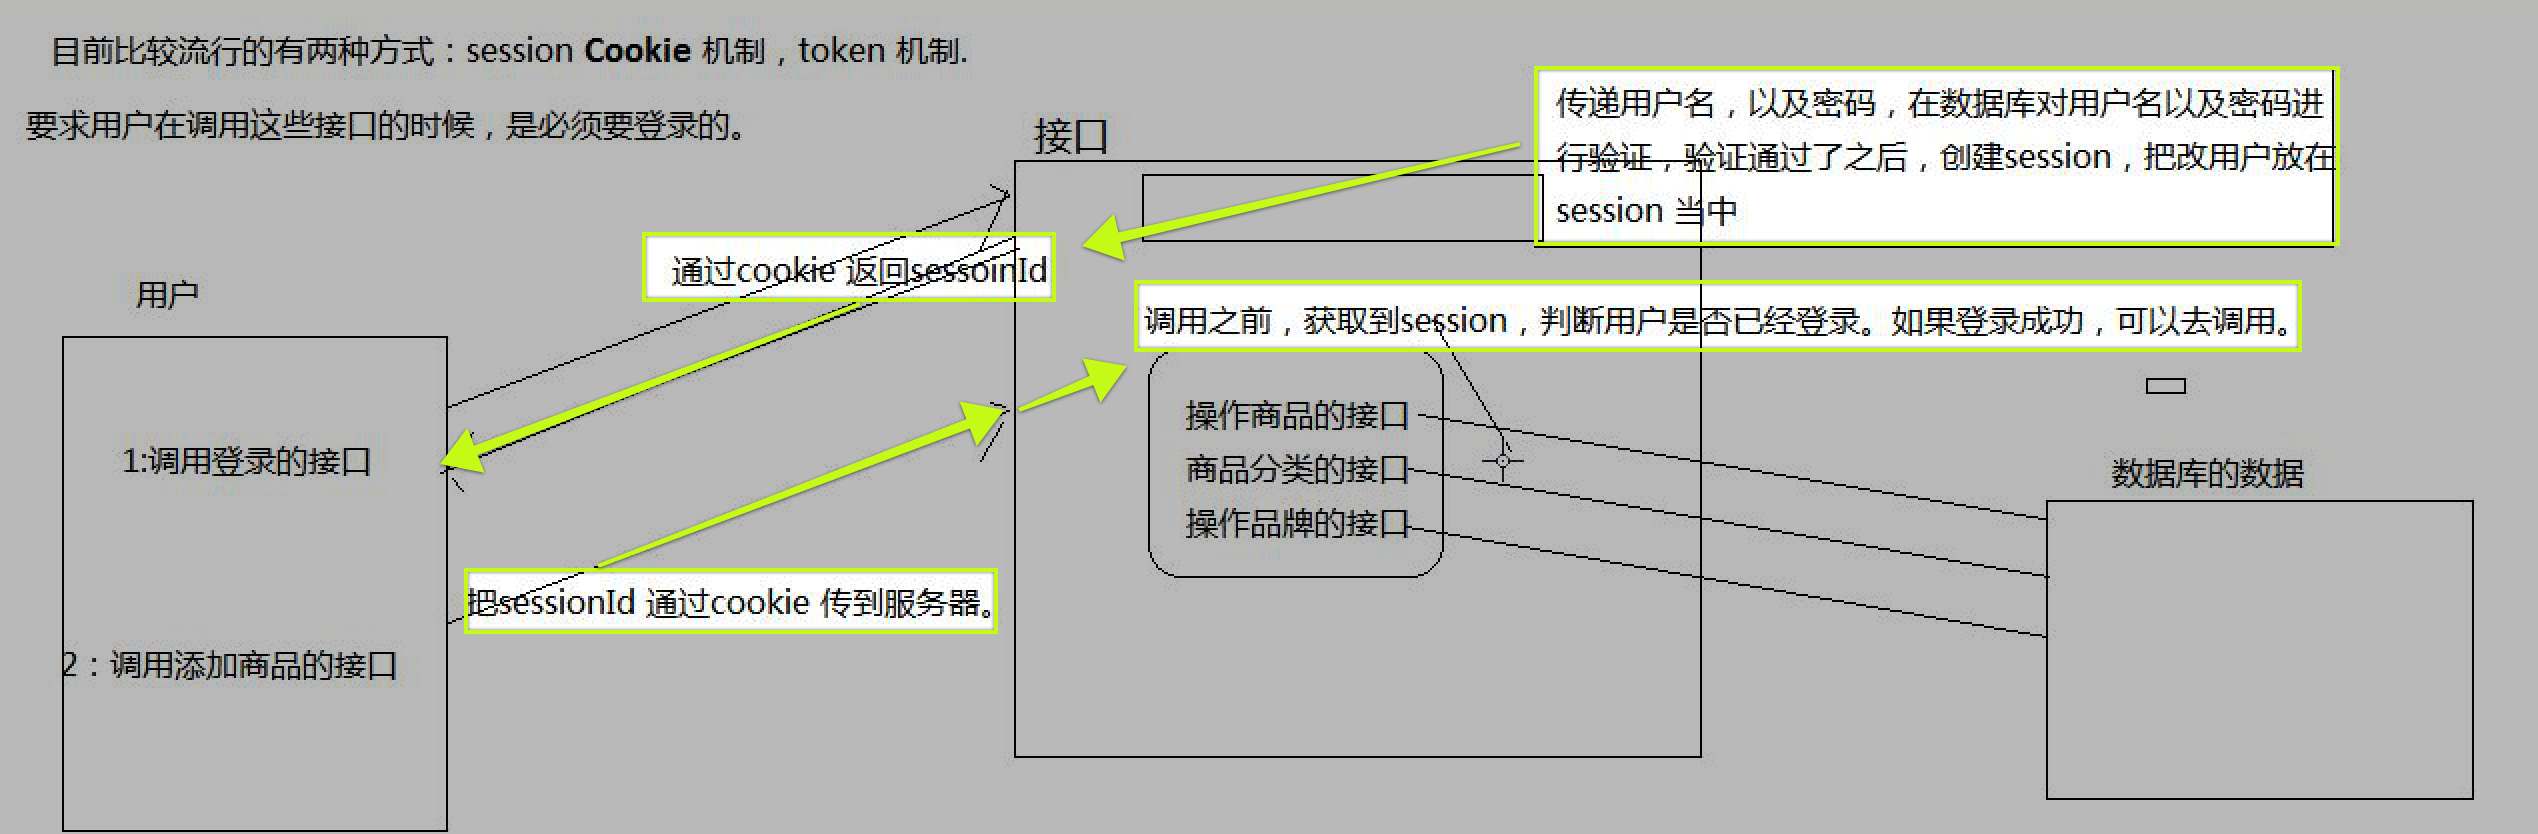 目前比较流行的有两种方式：session Cookie 机制，token 机制.
要求用户在调用这些接口的时候，是必须要登录的。
接口
传递用户名，以及密码，在数据库对用户名以及密码进
行验证，验证通过了之后，创建session，把改用户放在
session 当中
通过cookie 返回sessoinId
用户
调用之前，获取到session，判断用户是否已经登录。如果登录成功，可以去调用。
操作商品的接口
1:调用登录的接口
商品分类的接口
数据库的数据
操作品牌的接口
把sessionId 通过cookie 传到服务器。
2：调用添加商品的接口